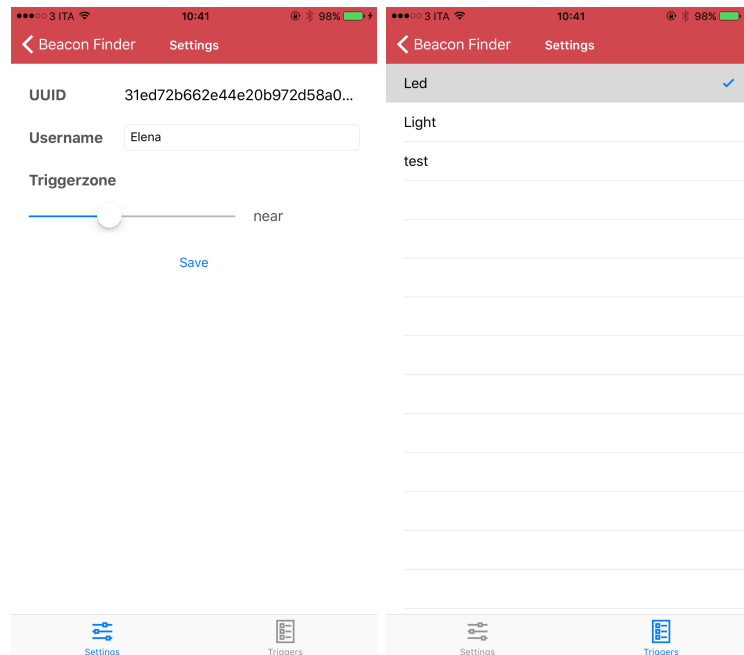 3 ITA 10:41 98%
Beacon Finder Settings
UUID 31ed72b662e44e20b972d58a0...
Username Elena
Triggerzone
near
Save
Settings Triggers
3 ITA 10:41 98%
Beacon Finder Settings
Led
Light
test
Settings Triggers